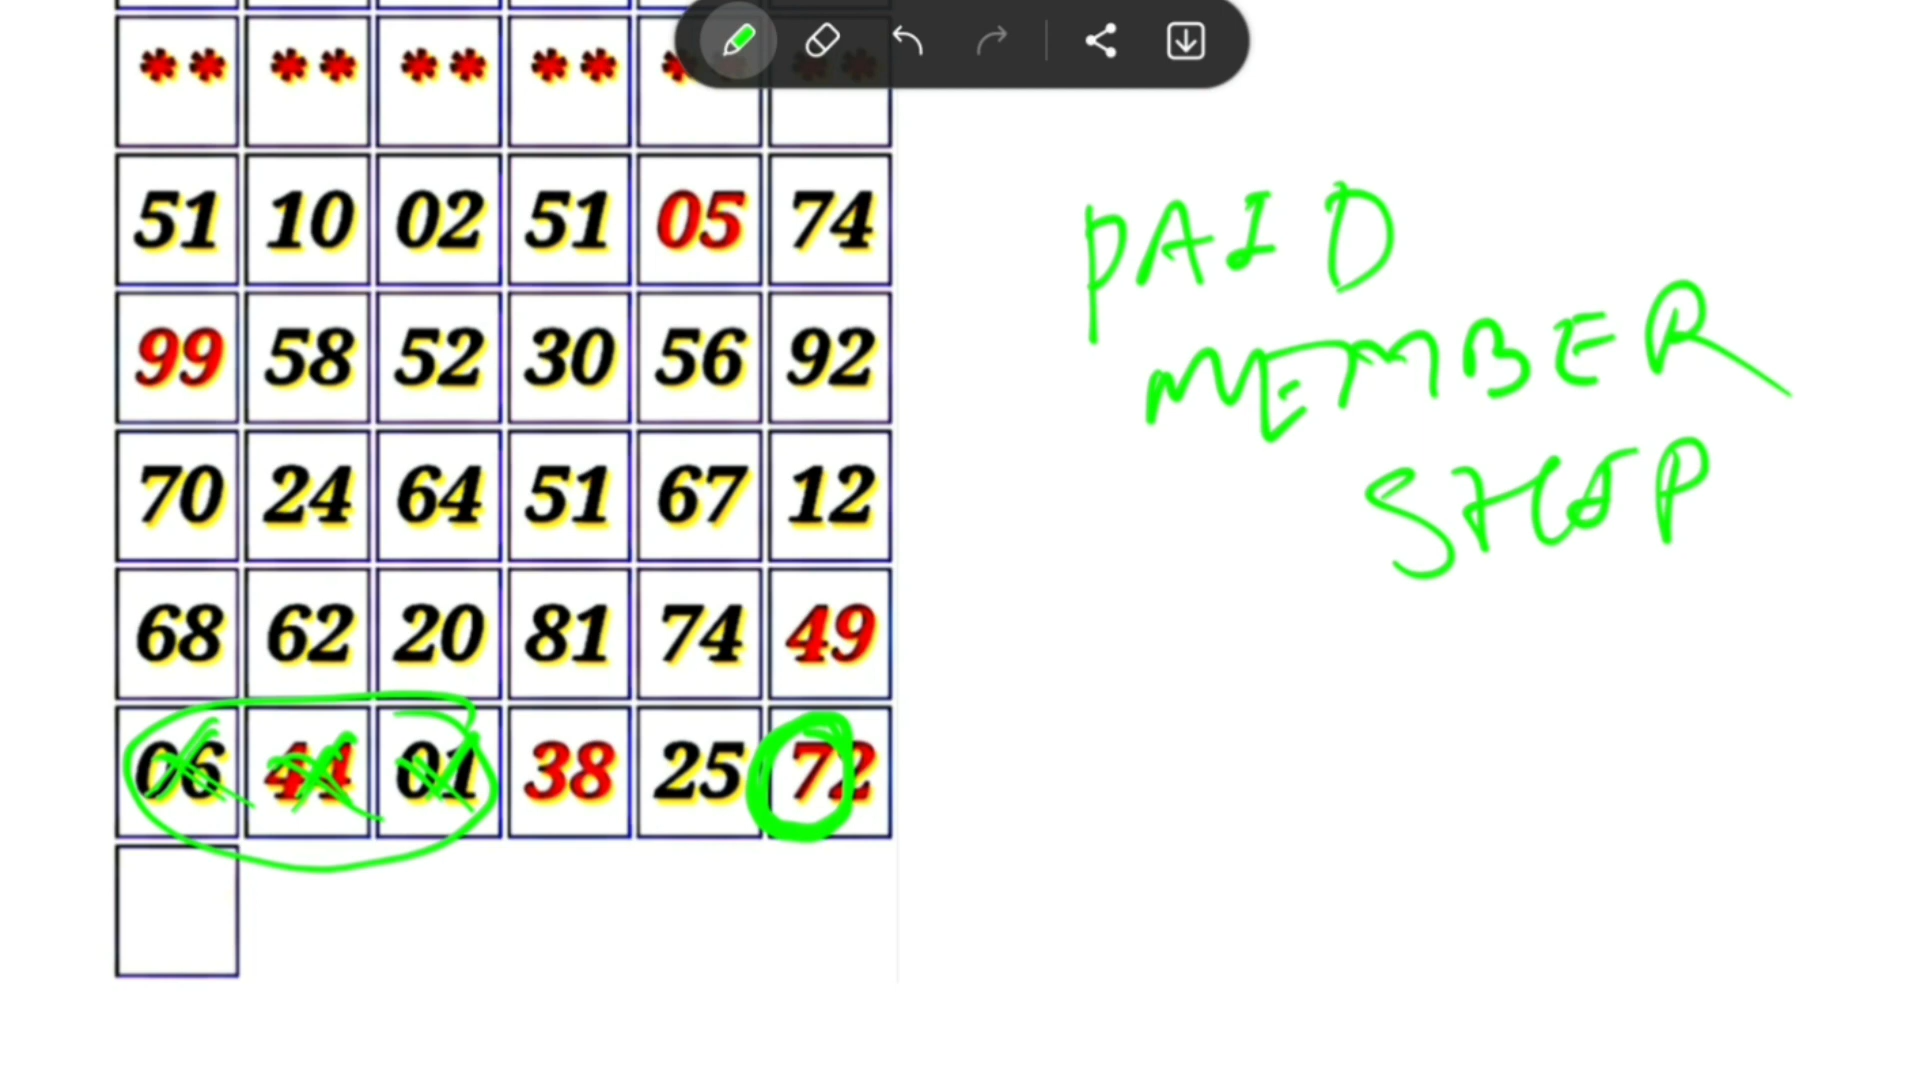 ** ** ** ** ** **
51 10 02 51 05 74
99 58 52 30 56 92
70 24 64 51 67 12
68 62 20 81 74 49
06 44 01 38 25 72
PAID
MEMBER